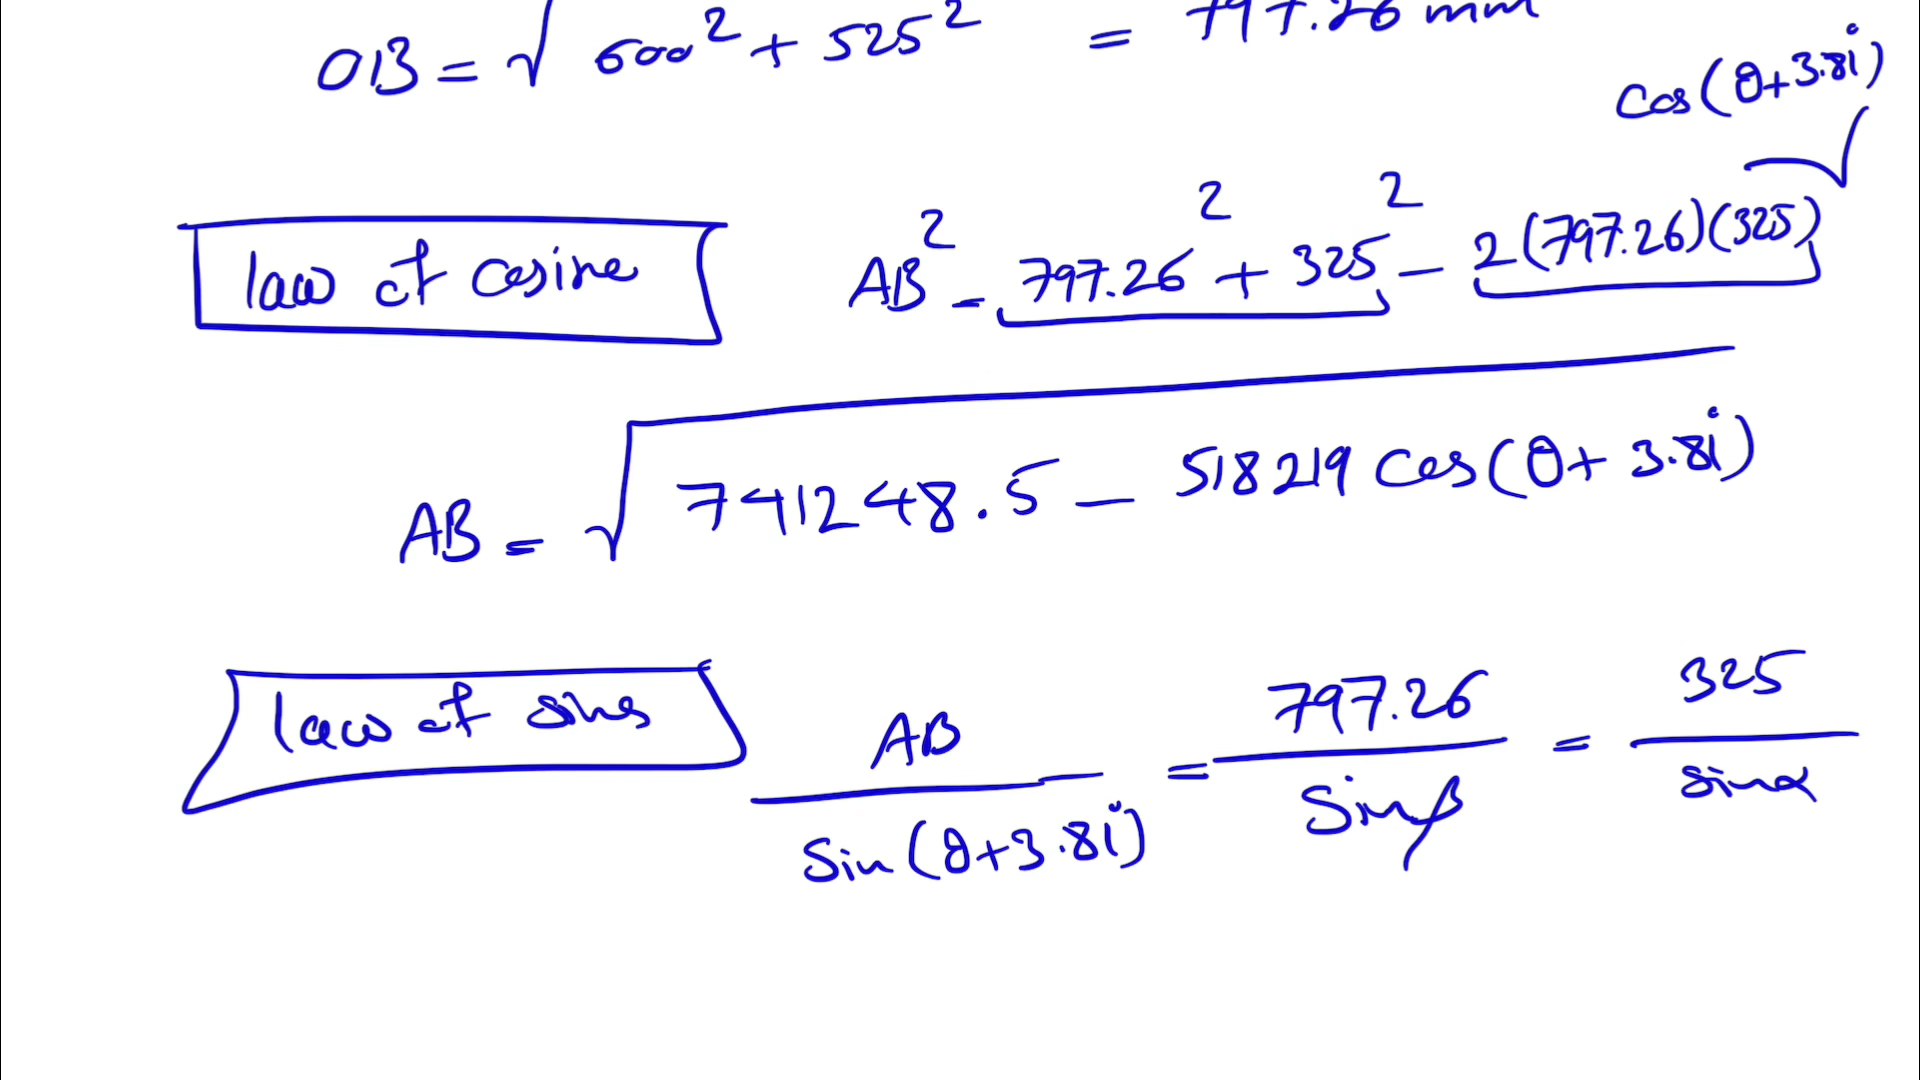 OB = √ 600² + 525² = 797.26 mm
cos(θ+3.81°)
law of cosine AB² = 797.26² + 325² − 2(797.26)(325)
AB = √ 741248.5 − 518219 cos(θ+ 3.81°)
law of sines AB / sin(θ+3.81°) = 797.26 / sinβ = 325 / sinα